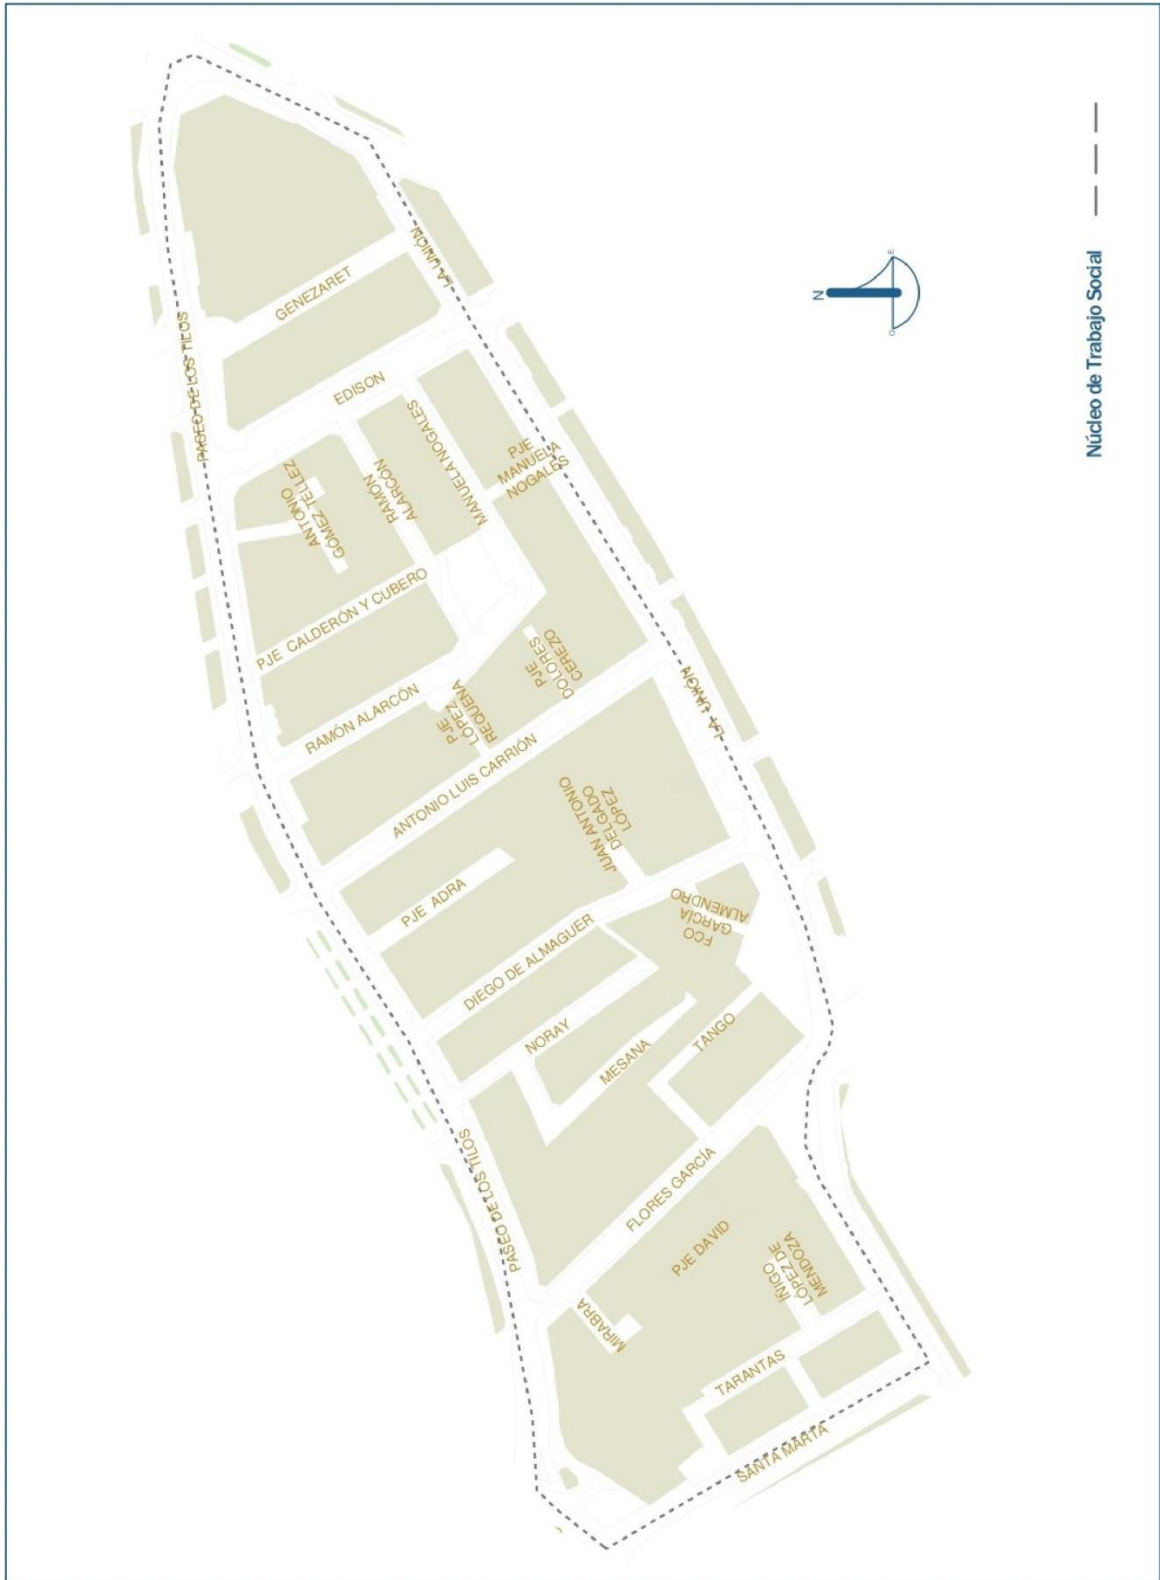 GENEZARET
LA UNIÓN
N
E
O
Núcleo de Trabajo Social
PASEO DE LOS TILOS
EDISON
MANUELA NOGALES
PJE
MANUELA
NOGALES
ANTONIO
GÓMEZ TÉLLEZ
RAMÓN
ALARCÓN
PJE CALDERÓN Y CUBERO
PJE
DOLORES
CEREZO
RAMÓN ALARCÓN
PJE
LÓPEZ
REQUENA
LA UNIÓN
ANTONIO LUIS CARRIÓN
JUAN ANTONIO
DELGADO
LÓPEZ
PJE ADRA
FCO
GARCÍA
ALMENDRO
DIEGO DE ALMAGUER
NORAY
MESANA
TANGO
PASEO DE LOS TILOS
FLORES GARCÍA
PJE DAVID
ÍÑIGO
LÓPEZ DE
MENDOZA
MIRABRA
TARANTAS
SANTA MARTA